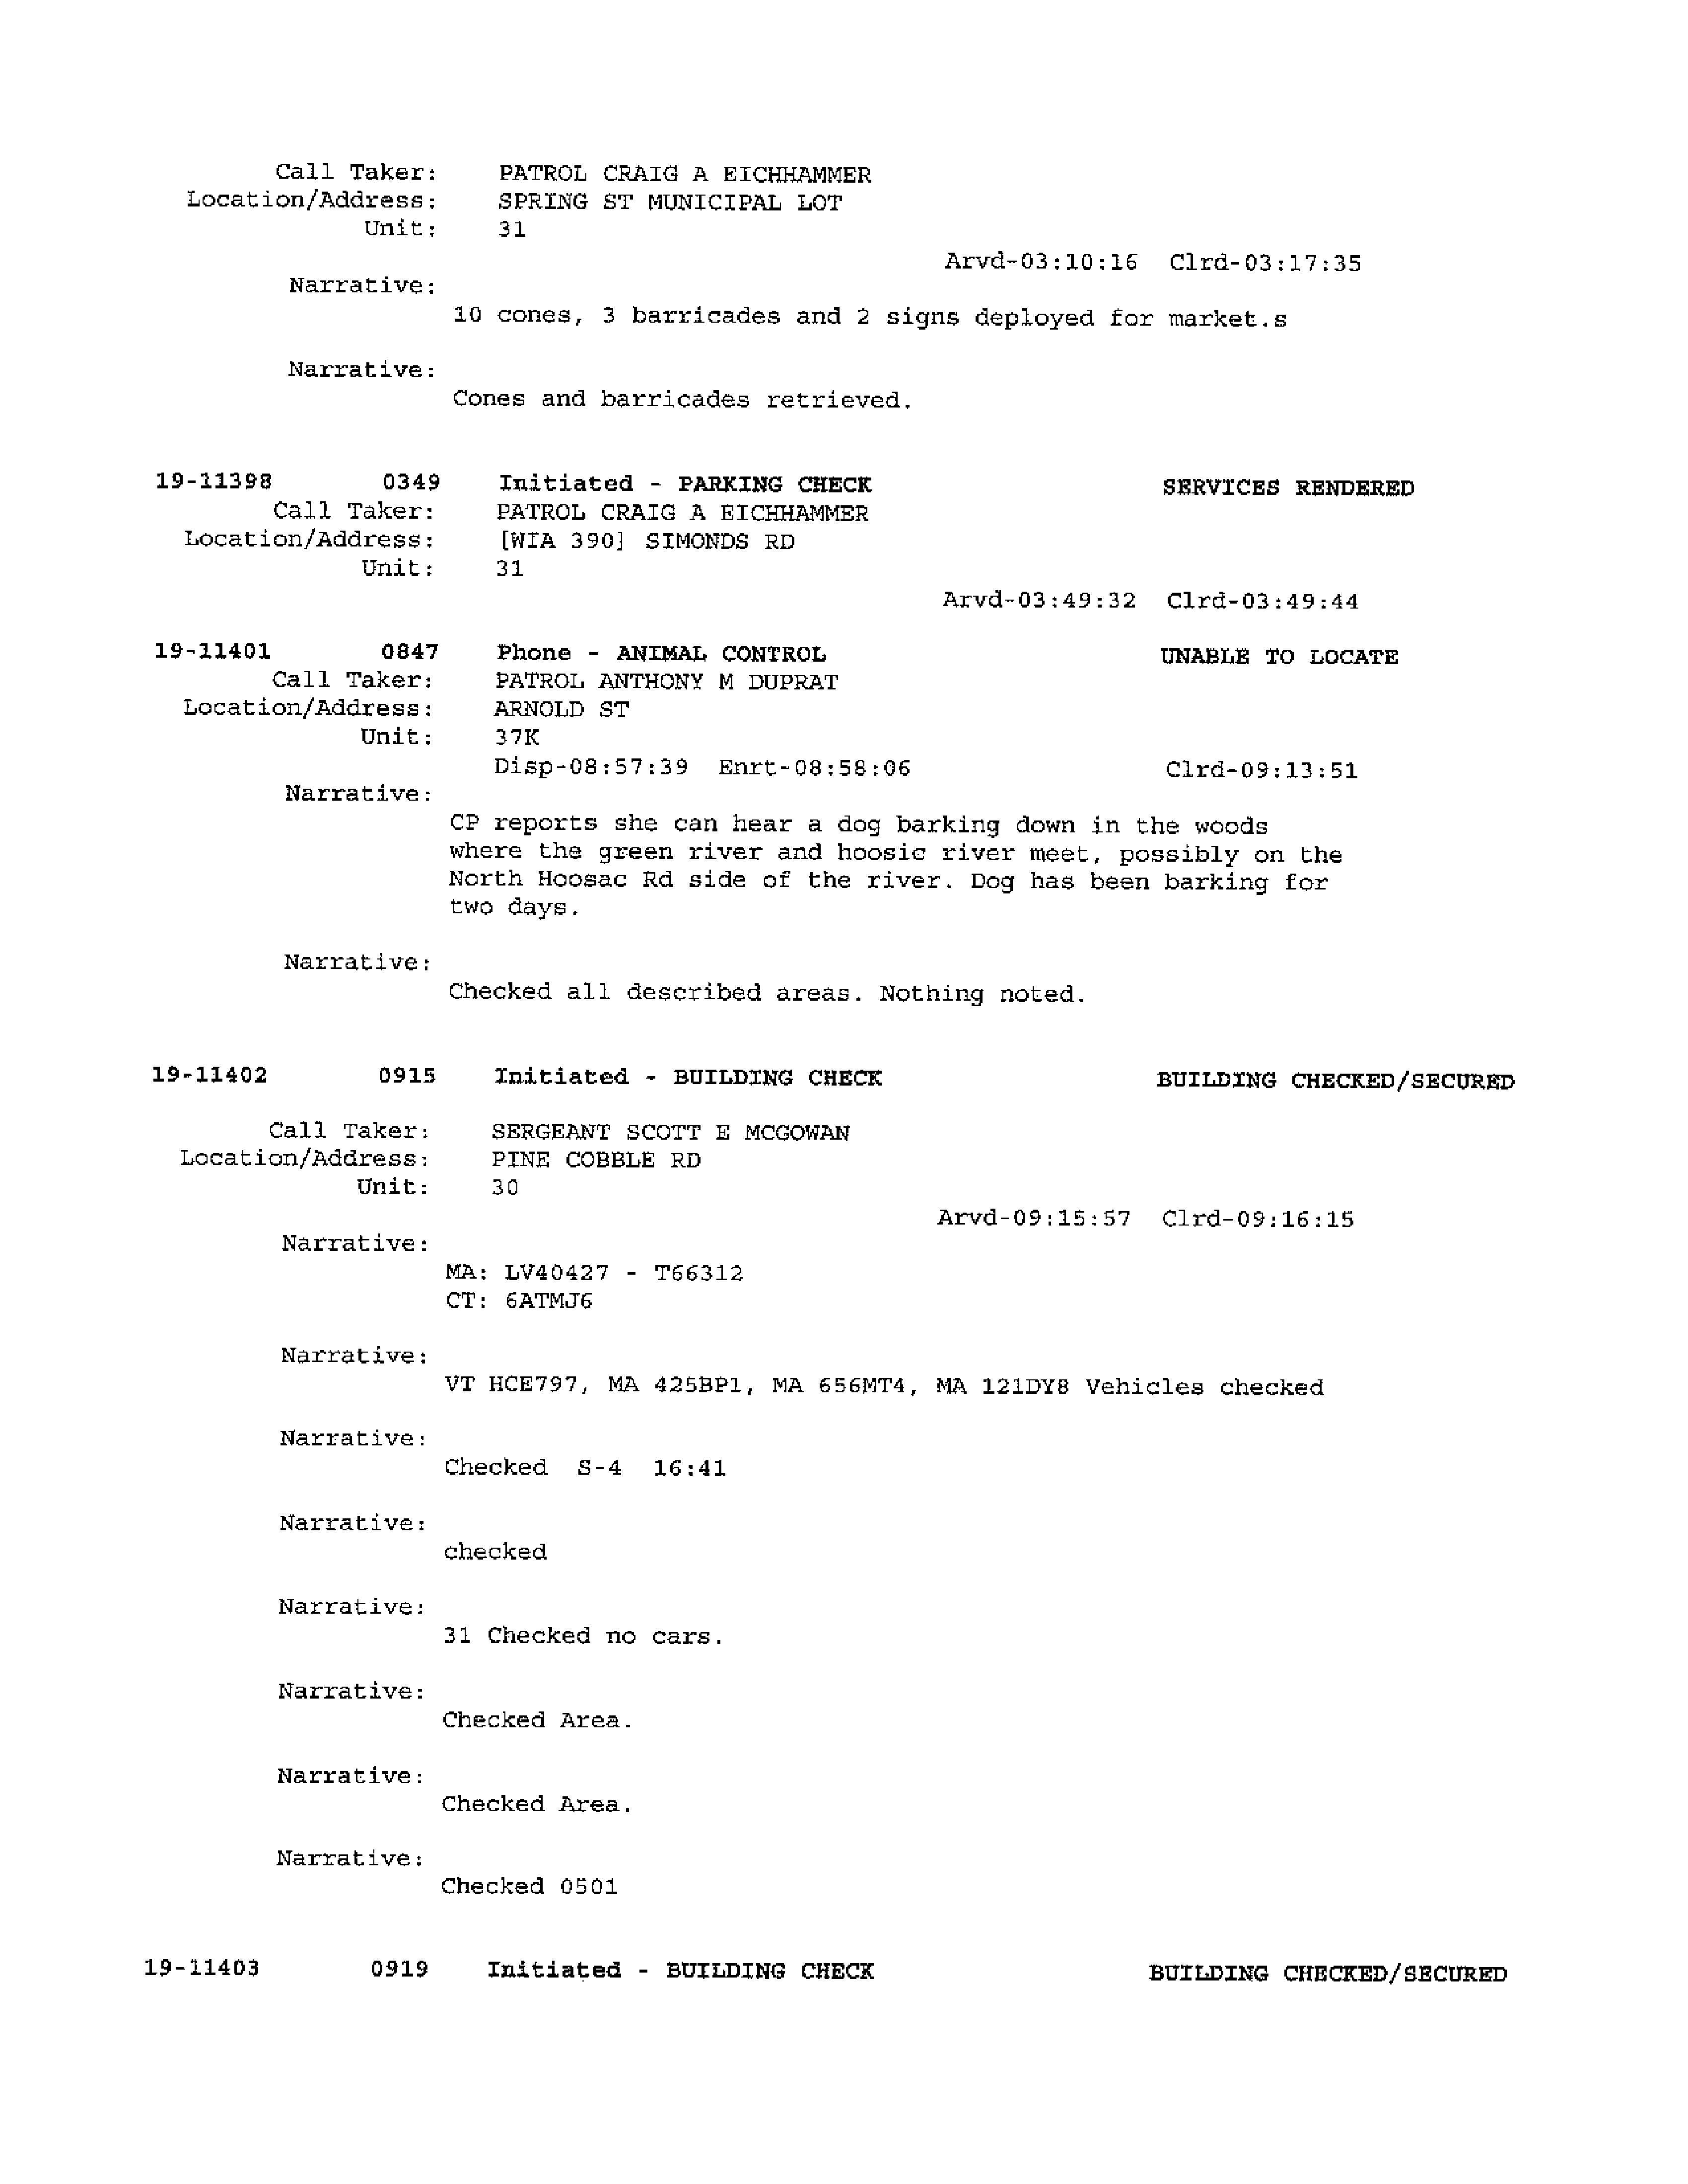 Call Taker: PATROL CRAIG A EICHHAMMER
Location/Address: SPRING ST MUNICIPAL LOT
Unit: 31
Arvd-03:10:16 Clrd-03:17:35
Narrative:
10 cones, 3 barricades and 2 signs deployed for market.s
Narrative:
Cones and barricades retrieved.
19-11398 0349 Initiated - PARKING CHECK SERVICES RENDERED
Call Taker: PATROL CRAIG A EICHHAMMER
Location/Address: [WIA 390] SIMONDS RD
Unit: 31
Arvd-03:49:32 Clrd-03:49:44
19-11401 0847 Phone - ANIMAL CONTROL UNABLE TO LOCATE
Call Taker: PATROL ANTHONY M DUPRAT
Location/Address: ARNOLD ST
Unit: 37K
Disp-08:57:39 Enrt-08:58:06 Clrd-09:13:51
Narrative:
CP reports she can hear a dog barking down in the woods
where the green river and hoosic river meet, possibly on the
North Hoosac Rd side of the river. Dog has been barking for
two days.
Narrative:
Checked all described areas. Nothing noted.
19-11402 0915 Initiated - BUILDING CHECK BUILDING CHECKED/SECURED
Call Taker: SERGEANT SCOTT E MCGOWAN
Location/Address: PINE COBBLE RD
Unit: 30
Arvd-09:15:57 Clrd-09:16:15
Narrative:
MA: LV40427 - T66312
CT: 6ATMJ6
Narrative:
VT HCE797, MA 425BP1, MA 656MT4, MA 121DY8 Vehicles checked
Narrative:
Checked S-4 16:41
Narrative:
checked
Narrative:
31 Checked no cars.
Narrative:
Checked Area.
Narrative:
Checked Area.
Narrative:
Checked 0501
19-11403 0919 Initiated - BUILDING CHECK BUILDING CHECKED/SECURED